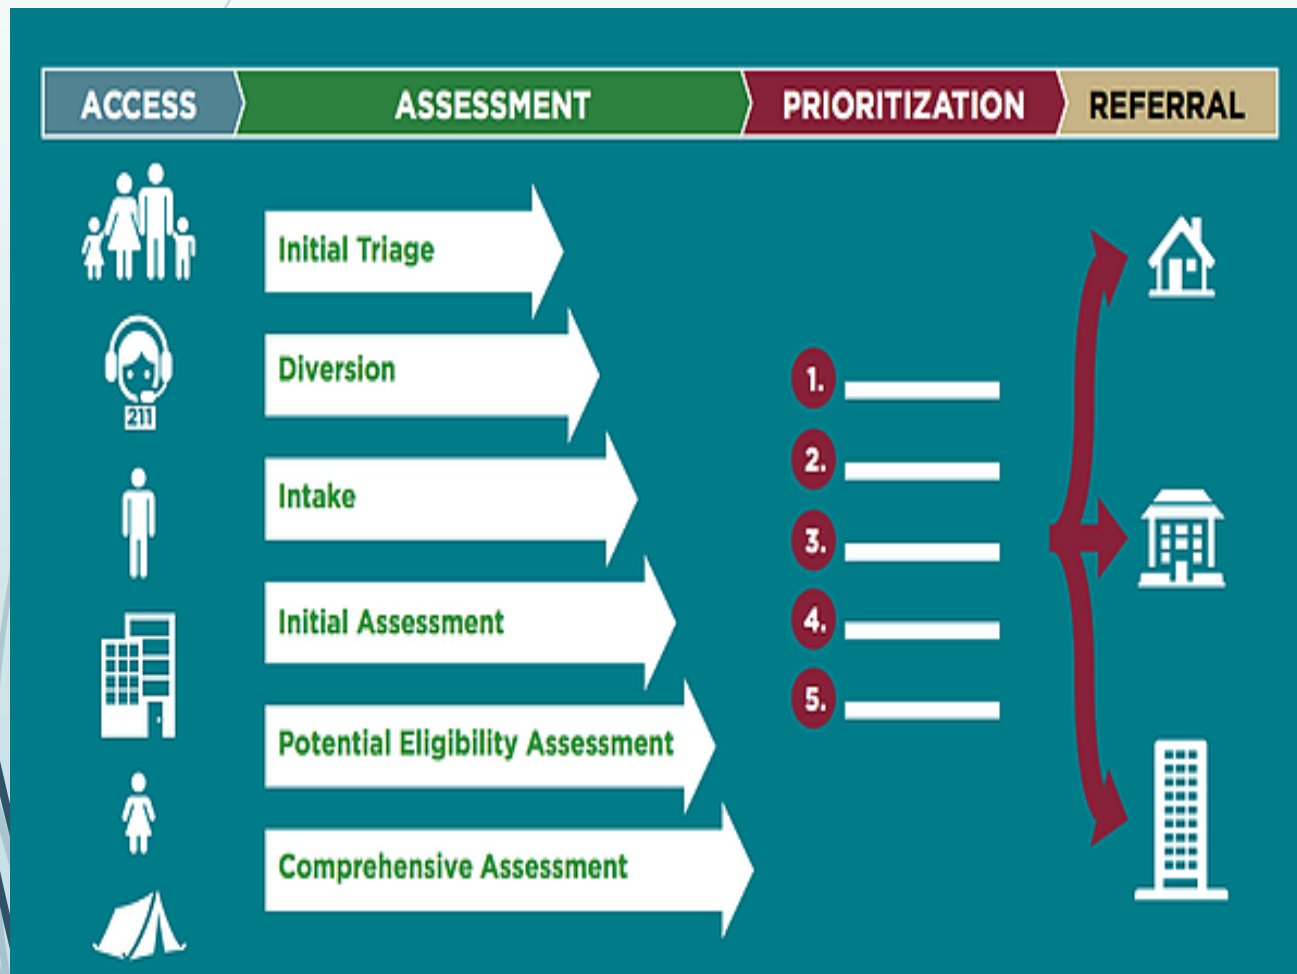 ACCESS
ASSESSMENT
PRIORITIZATION
REFERRAL
211
Initial Triage
Diversion
Intake
Initial Assessment
Potential Eligibility Assessment
Comprehensive Assessment
1.
2.
3.
4.
5.